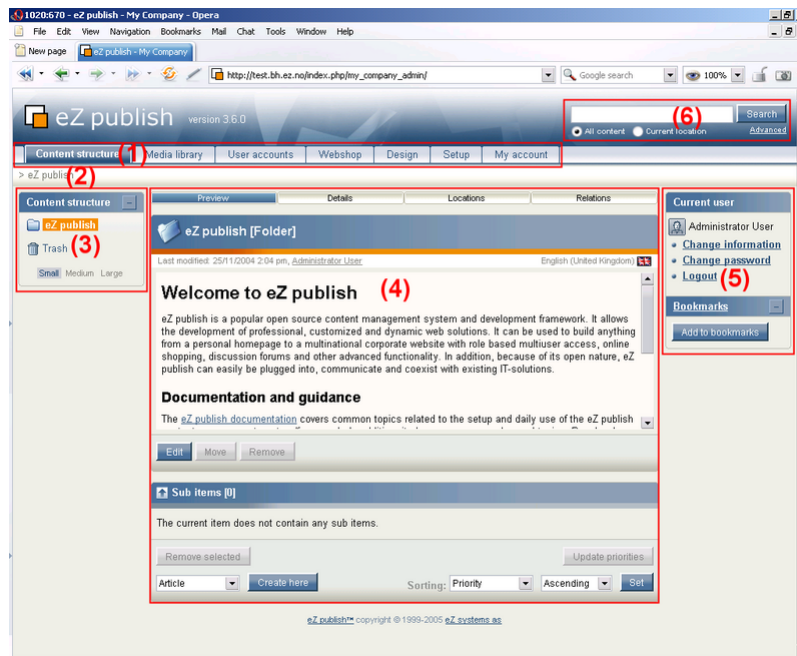 1020:670 - eZ publish - My Company - Opera
File Edit View Navigation Bookmarks Mail Chat Tools Window Help
New page eZ publish - My Company
http://test.bh.ez.no/index.php/my_company_admin/ Google search 100%
eZ publish version 3.6.0
(6) Search
All content Current location Advanced
Content structure (1) Media library User accounts Webshop Design Setup My account
> eZ publish (2)
Content structure
eZ publish
Trash (3)
Small Medium Large
Preview Details Locations Relations
eZ publish [Folder]
Last modified: 25/11/2004 2:04 pm, Administrator User English (United Kingdom)
Welcome to eZ publish (4)
eZ publish is a popular open source content management system and development framework. It allows
the development of professional, customized and dynamic web solutions. It can be used to build anything
from a personal homepage to a multinational corporate website with role based multiuser access, online
shopping, discussion forums and other advanced functionality. In addition, because of its open nature, eZ
publish can easily be plugged into, communicate and coexist with existing IT-solutions.
Documentation and guidance
The eZ publish documentation covers common topics related to the setup and daily use of the eZ publish
Edit Move Remove
Sub items [0]
The current item does not contain any sub items.
Remove selected Update priorities
Article Create here Sorting: Priority Ascending Set
Current user
Administrator User
Change information
Change password
Logout (5)
Bookmarks
Add to bookmarks
eZ publish™ copyright © 1999-2005 eZ systems as